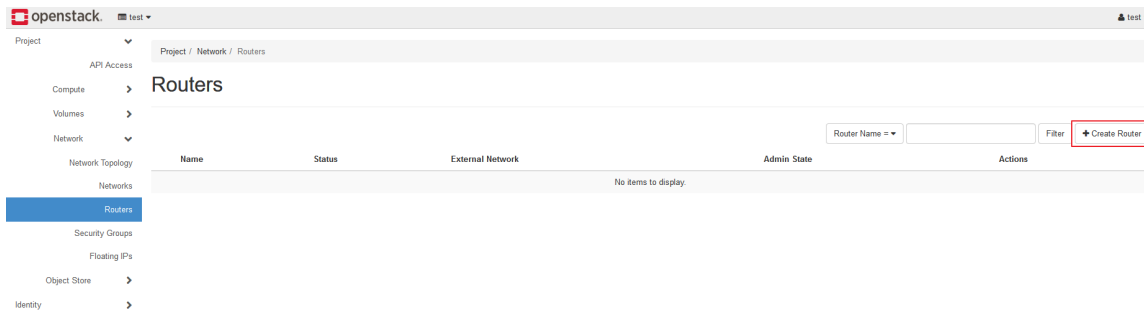 openstack. test test
Project
API Access
Compute
Volumes
Network
Network Topology
Networks
Routers
Security Groups
Floating IPs
Object Store
Identity
Project / Network / Routers
Routers
Router Name = Filter + Create Router
Name Status External Network Admin State Actions
No items to display.